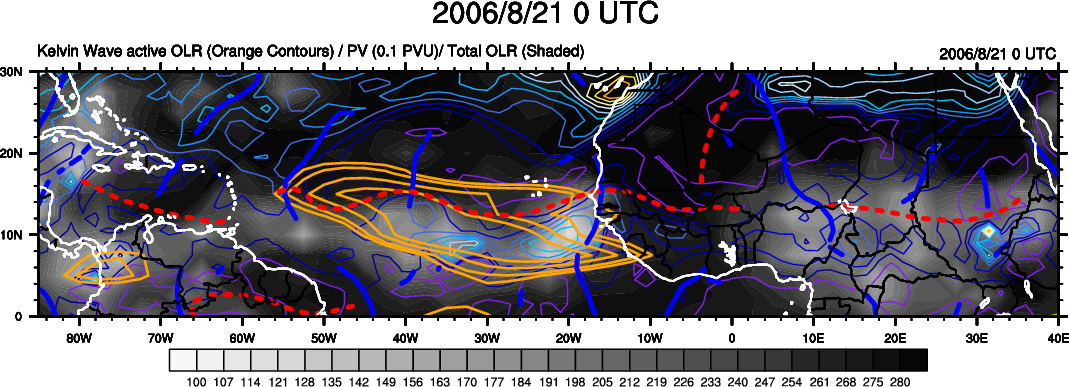 2006/8/21 0 UTC
Kelvin Wave active OLR (Orange Contours) / PV (0.1 PVU)/ Total OLR (Shaded)
2006/8/21 0 UTC
30N
20N
10N
0
80W 70W 60W 50W 40W 30W 20W 10W 0 10E 20E 30E 40E
100 107 114 121 128 135 142 149 156 163 170 177 184 191 198 205 212 219 226 233 240 247 254 261 268 275 280